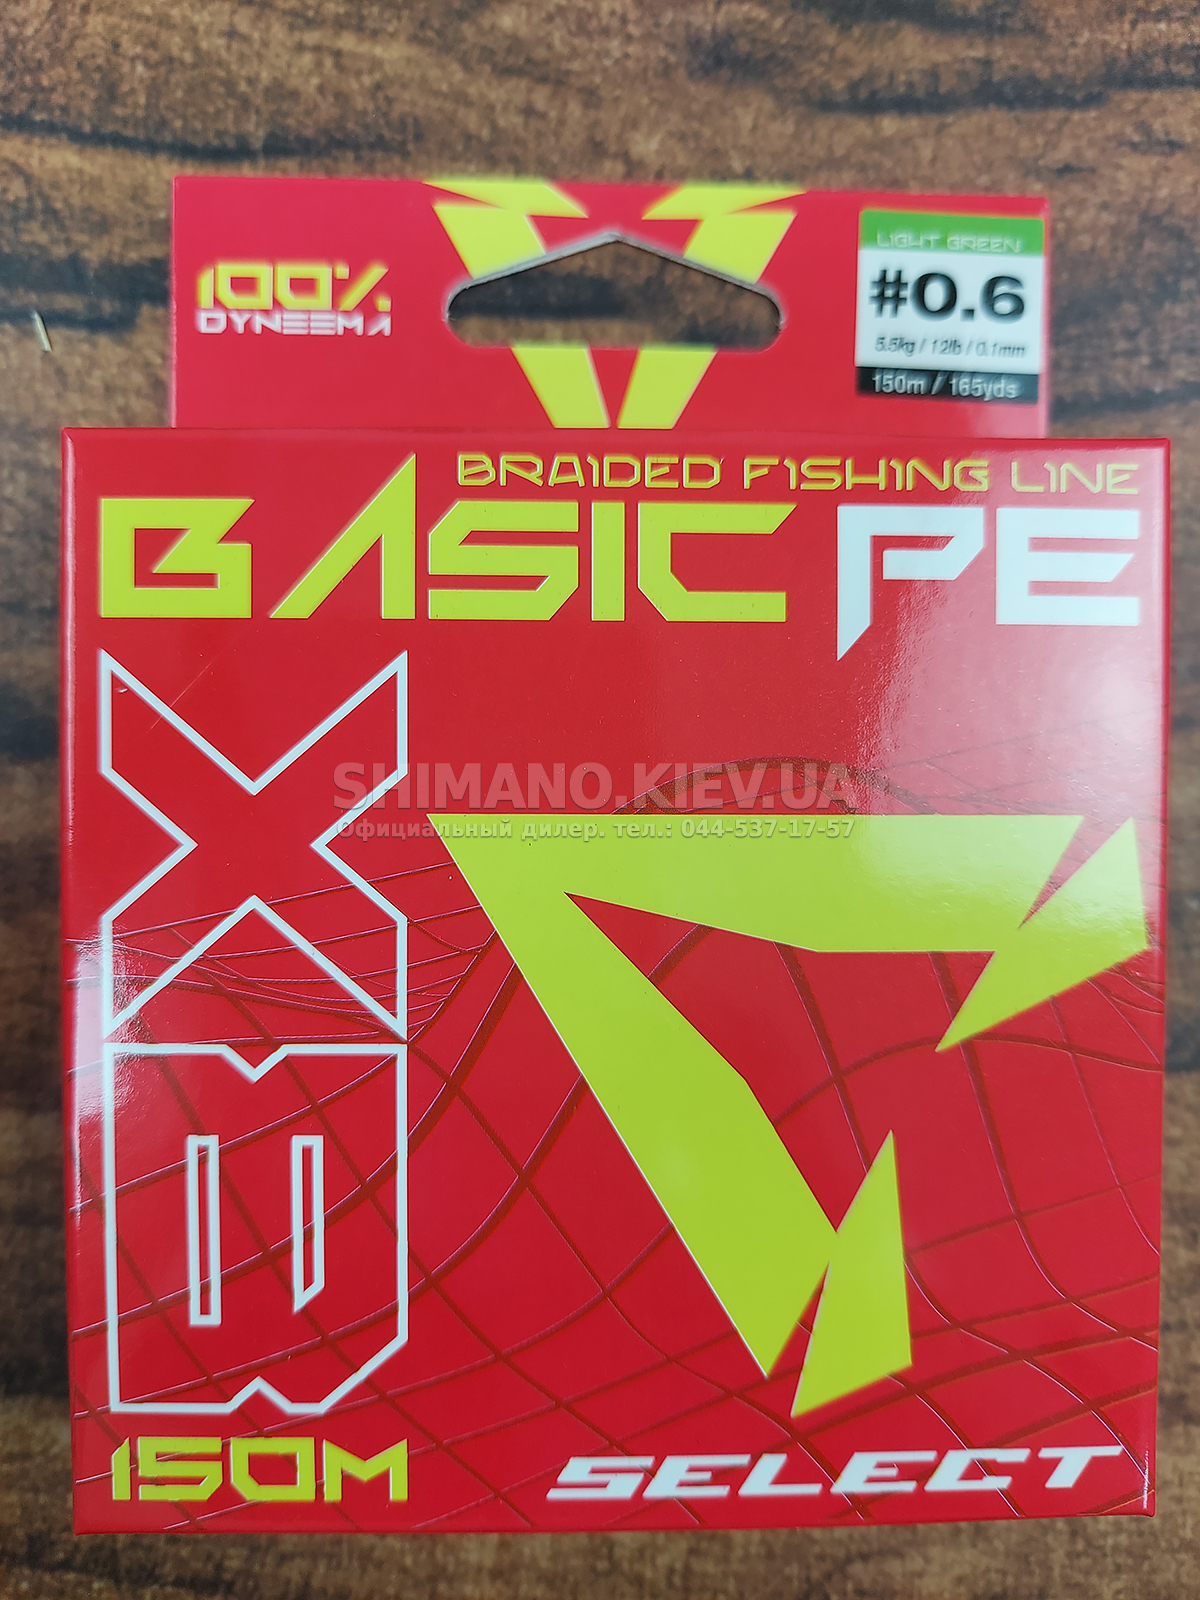 100%
DYNEEMA
LIGHT GREEN
#0.6
5.5kg / 12lb / 0.1mm
150m / 165yds
BRAIDED FISHING LINE
BASIC PE
SHIMANO.KIEV.UA
Официальный дилер. тел.: 044-537-17-57
8X
150M
SELECT